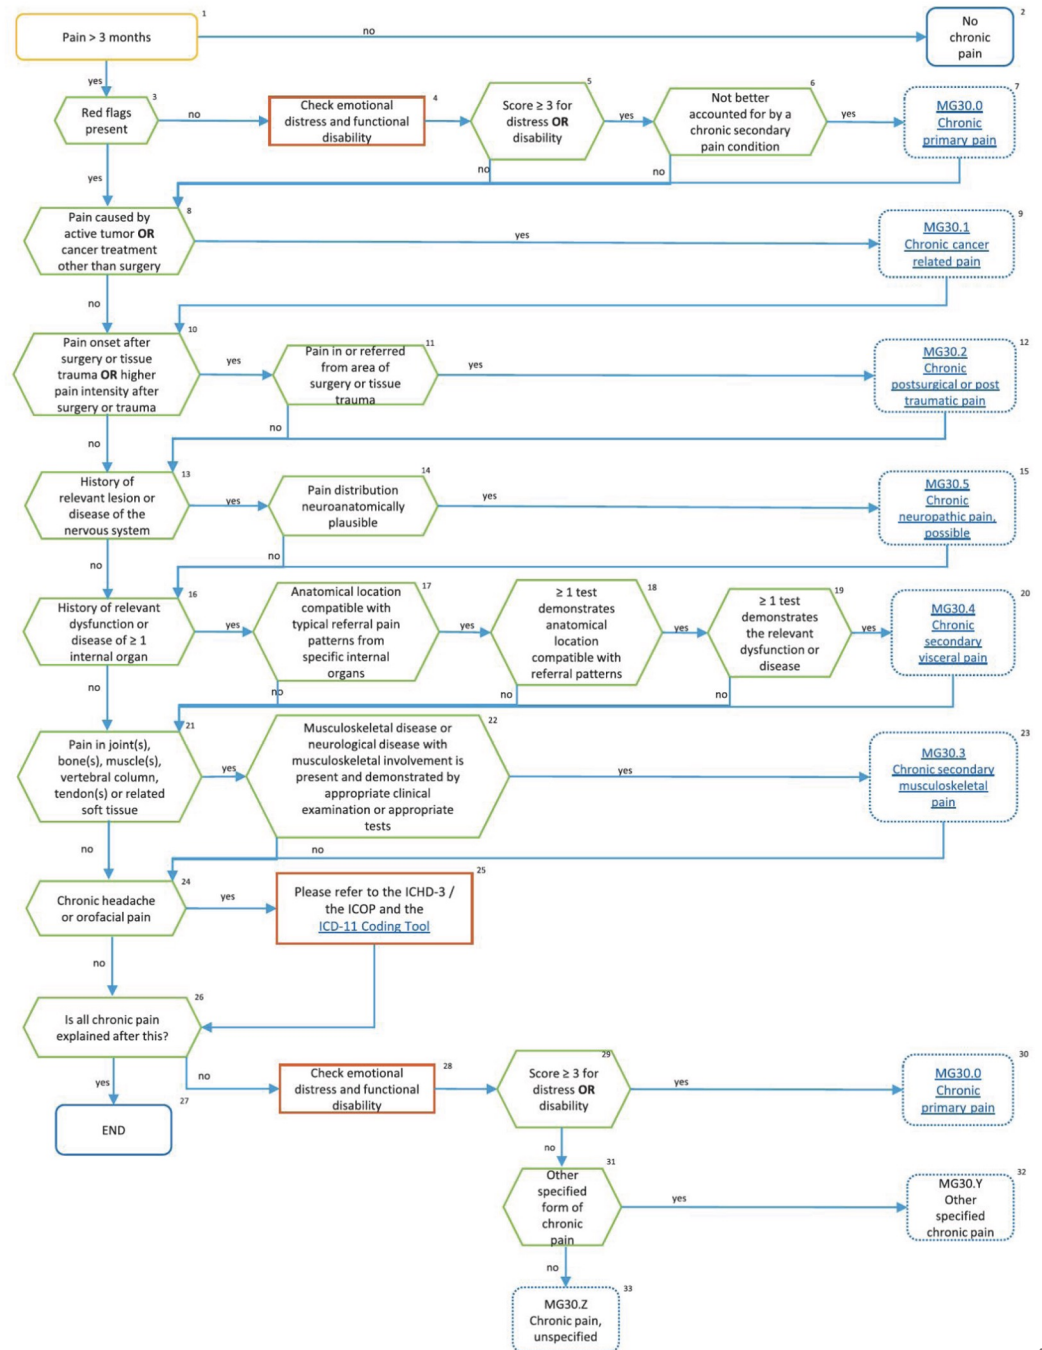 1
Pain > 3 months
no
2
No
chronic
pain
yes
3
Red flags
present
no
4
Check emotional
distress and functional
disability
5
Score ≥ 3 for
distress OR
disability
yes
6
Not better
accounted for by a
chronic secondary
pain condition
yes
7
MG30.0
Chronic
primary pain
no
no
yes
8
Pain caused by
active tumor OR
cancer treatment
other than surgery
yes
9
MG30.1
Chronic cancer
related pain
no
10
Pain onset after
surgery or tissue
trauma OR higher
pain intensity after
surgery or trauma
yes
11
Pain in or referred
from area of
surgery or tissue
trauma
yes
12
MG30.2
Chronic
postsurgical or post
traumatic pain
no
no
13
History of
relevant lesion or
disease of the
nervous system
yes
14
Pain distribution
neuroanatomically
plausible
yes
15
MG30.5
Chronic
neuropathic pain,
possible
no
no
16
History of relevant
dysfunction or
disease of ≥ 1
internal organ
yes
17
Anatomical location
compatible with
typical referral pain
patterns from
specific internal
organs
yes
18
≥ 1 test
demonstrates
anatomical
location
compatible with
referral patterns
yes
19
≥ 1 test
demonstrates
the relevant
dysfunction or
disease
yes
20
MG30.4
Chronic
secondary
visceral pain
no
no
no
no
21
Pain in joint(s),
bone(s), muscle(s),
vertebral column,
tendon(s) or related
soft tissue
yes
22
Musculoskeletal disease or
neurological disease with
musculoskeletal involvement is
present and demonstrated by
appropriate clinical
examination or appropriate
tests
yes
23
MG30.3
Chronic secondary
musculoskeletal
pain
no
no
24
Chronic headache
or orofacial pain
yes
25
Please refer to the ICHD-3 /
the ICOP and the
ICD-11 Coding Tool
no
26
Is all chronic pain
explained after this?
yes
no
27
END
28
Check emotional
distress and functional
disability
29
Score ≥ 3 for
distress OR
disability
yes
30
MG30.0
Chronic
primary pain
no
31
Other
specified
form of
chronic
pain
yes
32
MG30.Y
Other
specified
chronic pain
no
33
MG30.Z
Chronic pain,
unspecified